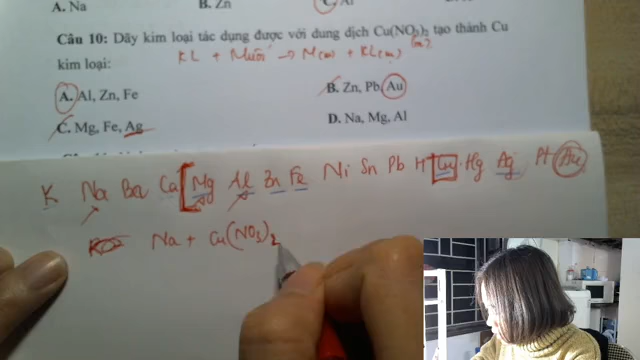 A. Na B. Zn C. Al
Câu 10: Dãy kim loại tác dụng được với dung dịch Cu(NO3)2 tạo thành Cu
kim loại:
KL + Muối → M(m) + KL(m)
A. Al, Zn, Fe B. Zn, Pb, Au
C. Mg, Fe, Ag D. Na, Mg, Al
K Na Ba Ca Mg Al Zn Fe Ni Sn Pb H Cu Hg Ag Pt Au
Na + Cu(NO3)2